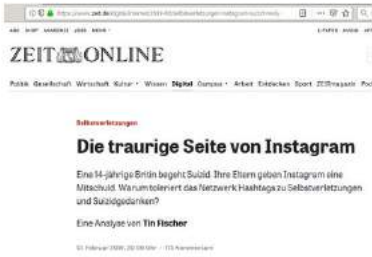 ZEIT ONLINE
Politik Gesellschaft Wirtschaft Kultur Wissen Digital Campus Arbeit Entdecken Sport ZEITmagazin
Selbstverletzungen
Die traurige Seite von Instagram
Eine 14-jährige Britin begeht Suizid. Ihre Eltern geben Instagram eine
Mitschuld. Warum toleriert das Netzwerk Hashtags zu Selbstverletzungen
und Suizidgedanken?
Eine Analyse von Tin Fischer